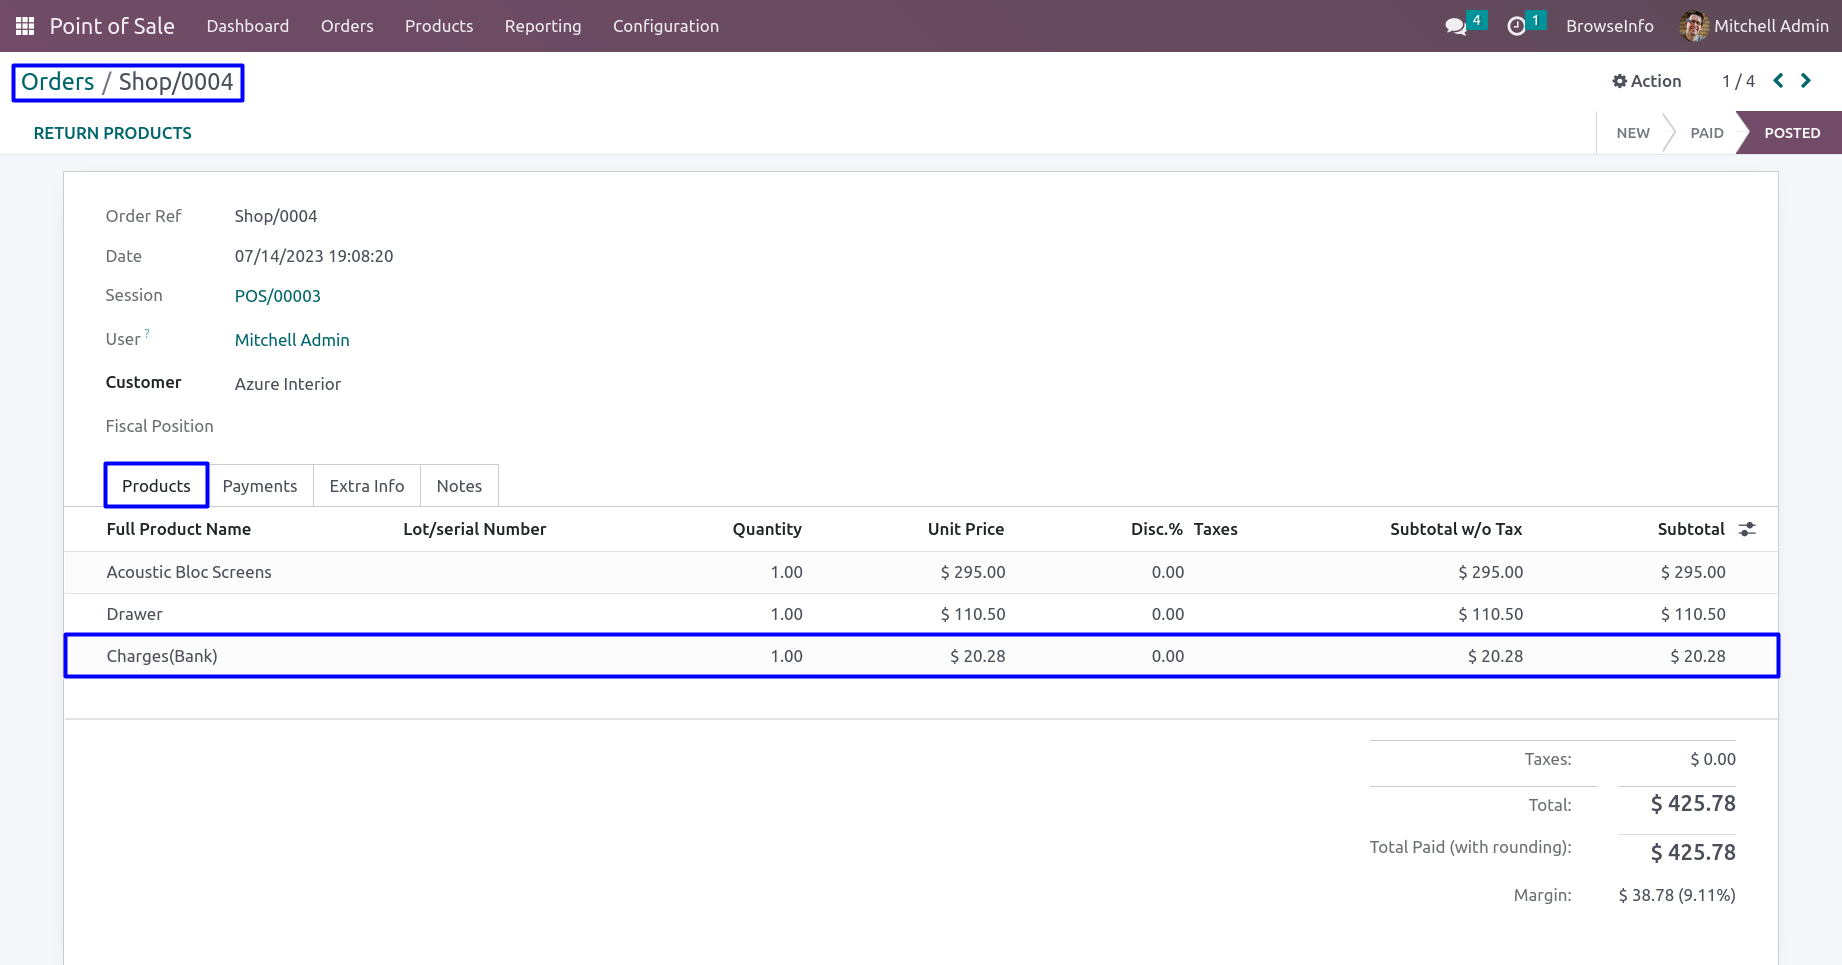 Point of Sale Dashboard Orders Products Reporting Configuration 4 1 BrowseInfo Mitchell Admin
Orders / Shop/0004 Action 1 / 4
RETURN PRODUCTS NEW PAID POSTED
Order Ref Shop/0004
Date 07/14/2023 19:08:20
Session POS/00003
User ? Mitchell Admin
Customer Azure Interior
Fiscal Position
Products Payments Extra Info Notes
Full Product Name Lot/serial Number Quantity Unit Price Disc.% Taxes Subtotal w/o Tax Subtotal
Acoustic Bloc Screens 1.00 $ 295.00 0.00 $ 295.00 $ 295.00
Drawer 1.00 $ 110.50 0.00 $ 110.50 $ 110.50
Charges(Bank) 1.00 $ 20.28 0.00 $ 20.28 $ 20.28
Taxes: $ 0.00
Total: $ 425.78
Total Paid (with rounding): $ 425.78
Margin: $ 38.78 (9.11%)